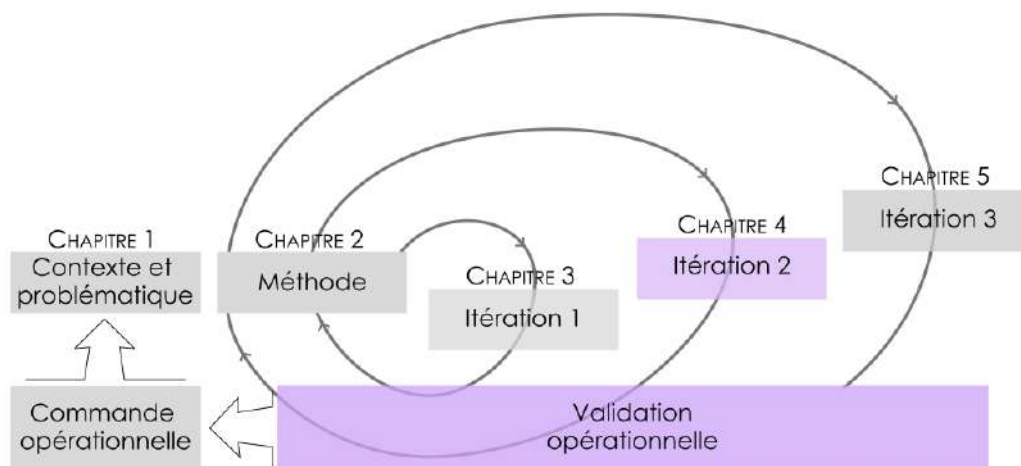 CHAPITRE 1
Contexte et
problématique
CHAPITRE 2
Méthode
CHAPITRE 3
Itération 1
CHAPITRE 4
Itération 2
CHAPITRE 5
Itération 3
Commande
opérationnelle
Validation
opérationnelle